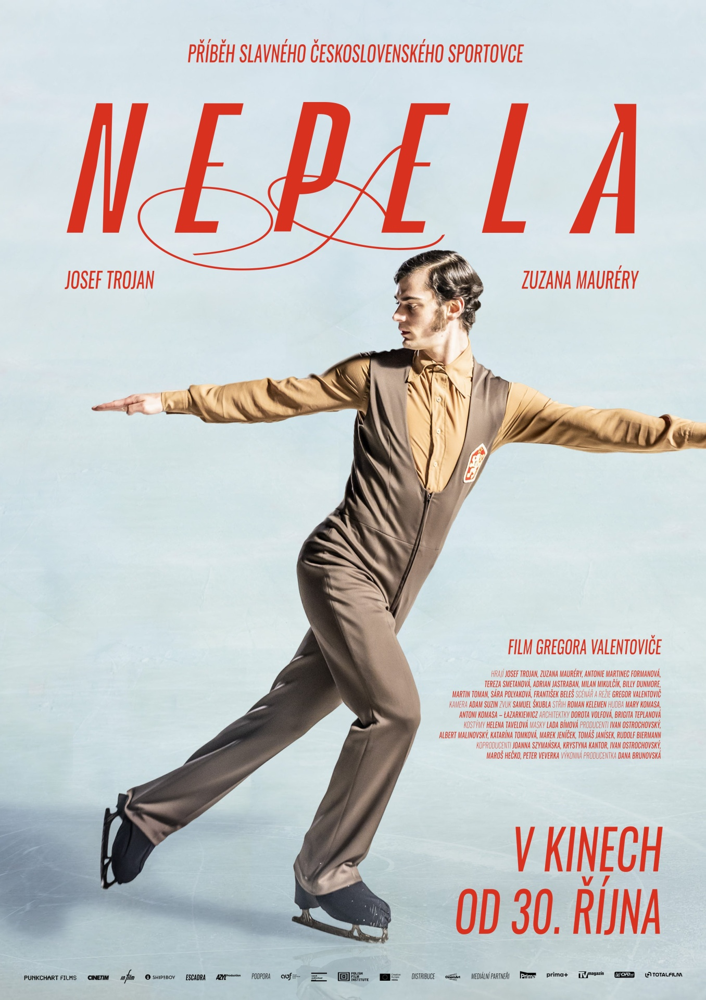 PŘÍBĚH SLAVNÉHO ČESKOSLOVENSKÉHO SPORTOVCE
NEPELA
JOSEF TROJAN
ZUZANA MAURÉRY
FILM GREGORA VALENTOVIČE
HRAJÍ JOSEF TROJAN, ZUZANA MAURÉRY, ANTONIE MARTINEC FORMANOVÁ,
TEREZA SMETANOVÁ, ADRIAN JASTRABAN, MILAN MIKULČÍK, BILLY DUNMORE,
MARTIN TOMAN, SÁRA POLYAKOVÁ, FRANTIŠEK BELEŠ SCÉNÁŘ A REŽIE GREGOR VALENTOVIČ
KAMERA ADAM SUZIN ZVUK SAMUEL ŠKUBLA STŘIH ROMAN KELEMEN HUDBA MARY KOMASA,
ANTONI KOMASA – ŁAZARKIEWICZ ARCHITEKTKY DOROTA VOLFOVÁ, BRIGITA TEPLANOVÁ
KOSTÝMY HELENA TAVELOVÁ MASKY LADA BÍMOVÁ PRODUCENTI IVAN OSTROCHOVSKÝ,
ALBERT MALINOVSKÝ, KATARÍNA TOMKOVÁ, MAREK JENÍČEK, TOMÁŠ JANÍSEK, RUDOLF BIERMANN
KOPRODUCENTI JOANNA SZYMAŃSKA, KRYSTYNA KANTOR, IVAN OSTROCHOVSKÝ,
MAROŠ HEČKO, PETER VEVERKA VÝKONNÁ PRODUCENTKA DANA BRUNOVSKÁ
V KINECH
OD 30. ŘÍJNA
PUNKCHART FILMS CINETIM infilm SHIPSBOY ESCADRA AZYL Production PODPORA avf POLISH FILM INSTITUTE Creative Europe MEDIA DISTRIBUCE CinemArt MEDIÁLNÍ PARTNEŘI Prima prima+ TV magazín TOTALFILM